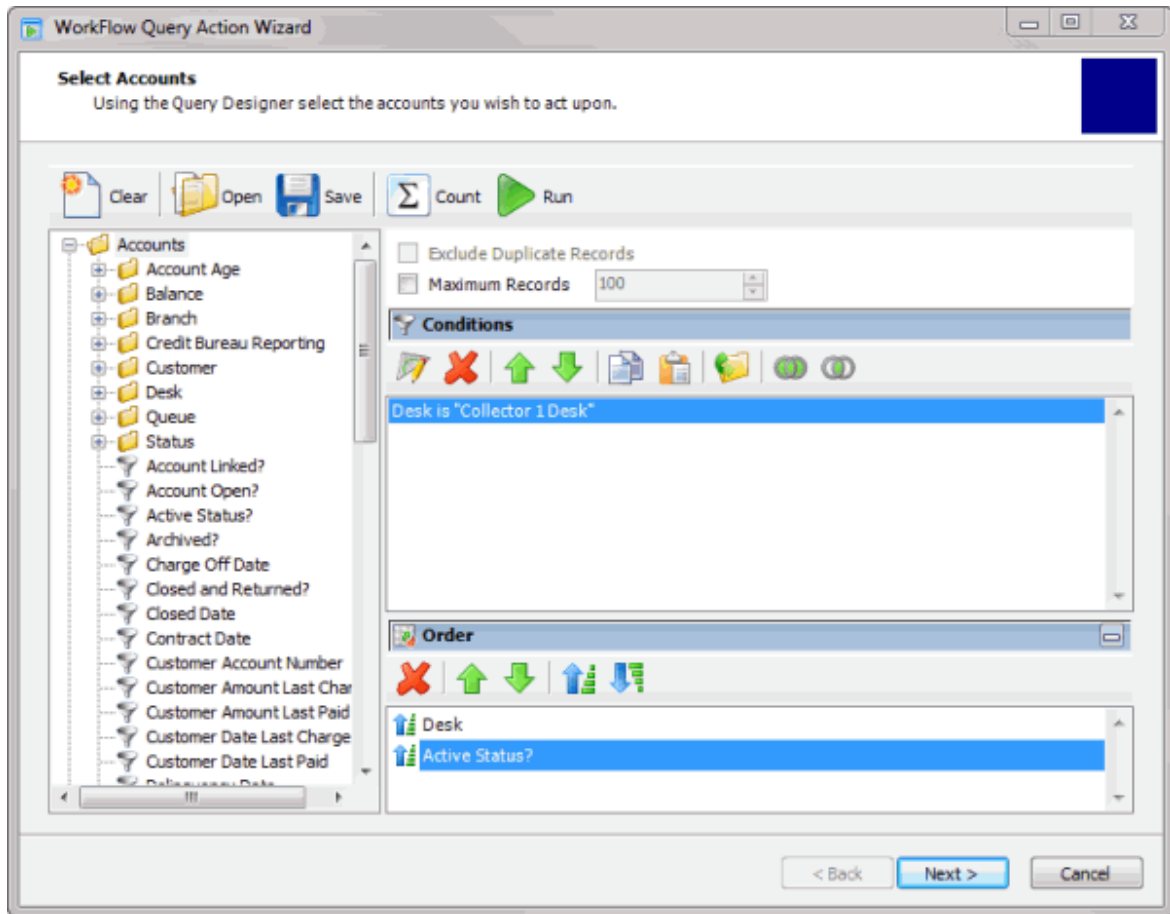 WorkFlow Query Action Wizard
Select Accounts
Using the Query Designer select the accounts you wish to act upon.
Clear Open Save Σ Count Run
Accounts
Account Age
Balance
Branch
Credit Bureau Reporting
Customer
Desk
Queue
Status
Account Linked?
Account Open?
Active Status?
Archived?
Charge Off Date
Closed and Returned?
Closed Date
Contract Date
Customer Account Number
Customer Amount Last Char
Customer Amount Last Paid
Customer Date Last Charge
Customer Date Last Paid
Delinquency Date
Exclude Duplicate Records
Maximum Records 100
Conditions
Desk is "Collector 1 Desk"
Order
Desk
Active Status?
< Back Next > Cancel